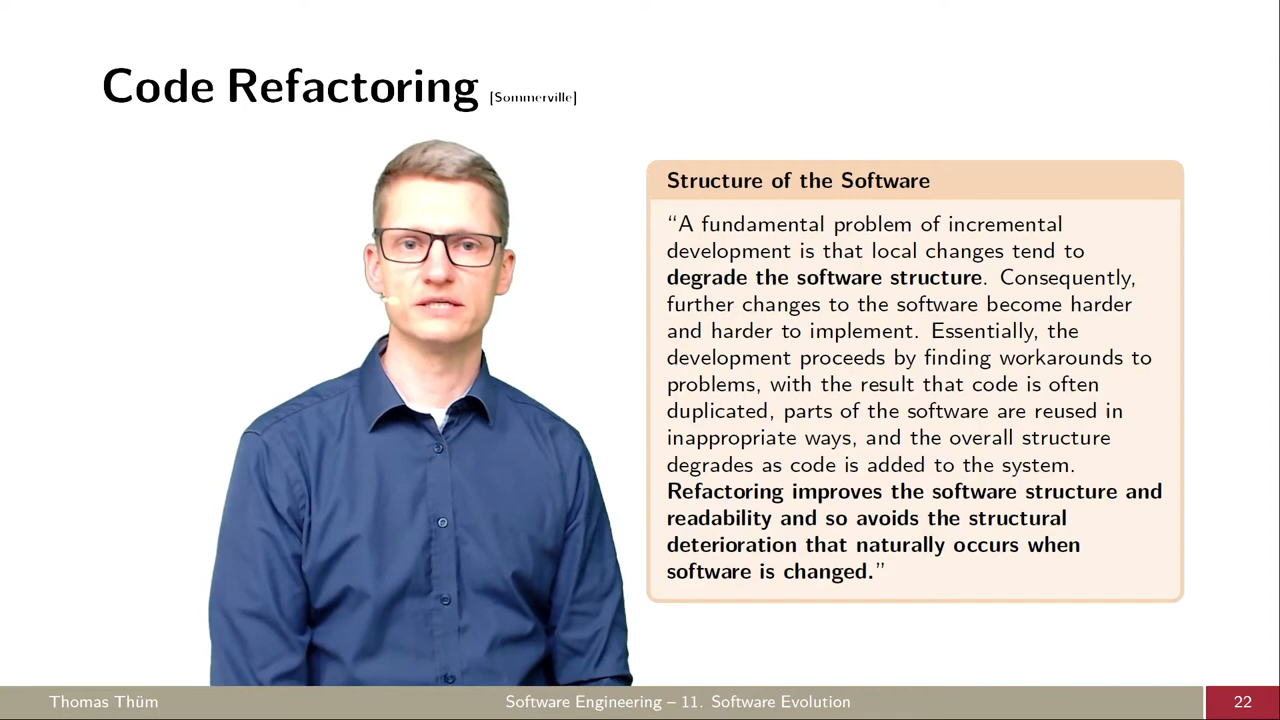 Code Refactoring [Sommerville]
Structure of the Software
“A fundamental problem of incremental
development is that local changes tend to
degrade the software structure. Consequently,
further changes to the software become harder
and harder to implement. Essentially, the
development proceeds by finding workarounds to
problems, with the result that code is often
duplicated, parts of the software are reused in
inappropriate ways, and the overall structure
degrades as code is added to the system.
Refactoring improves the software structure and
readability and so avoids the structural
deterioration that naturally occurs when
software is changed.”
Thomas Thüm
Software Engineering – 11. Software Evolution
22